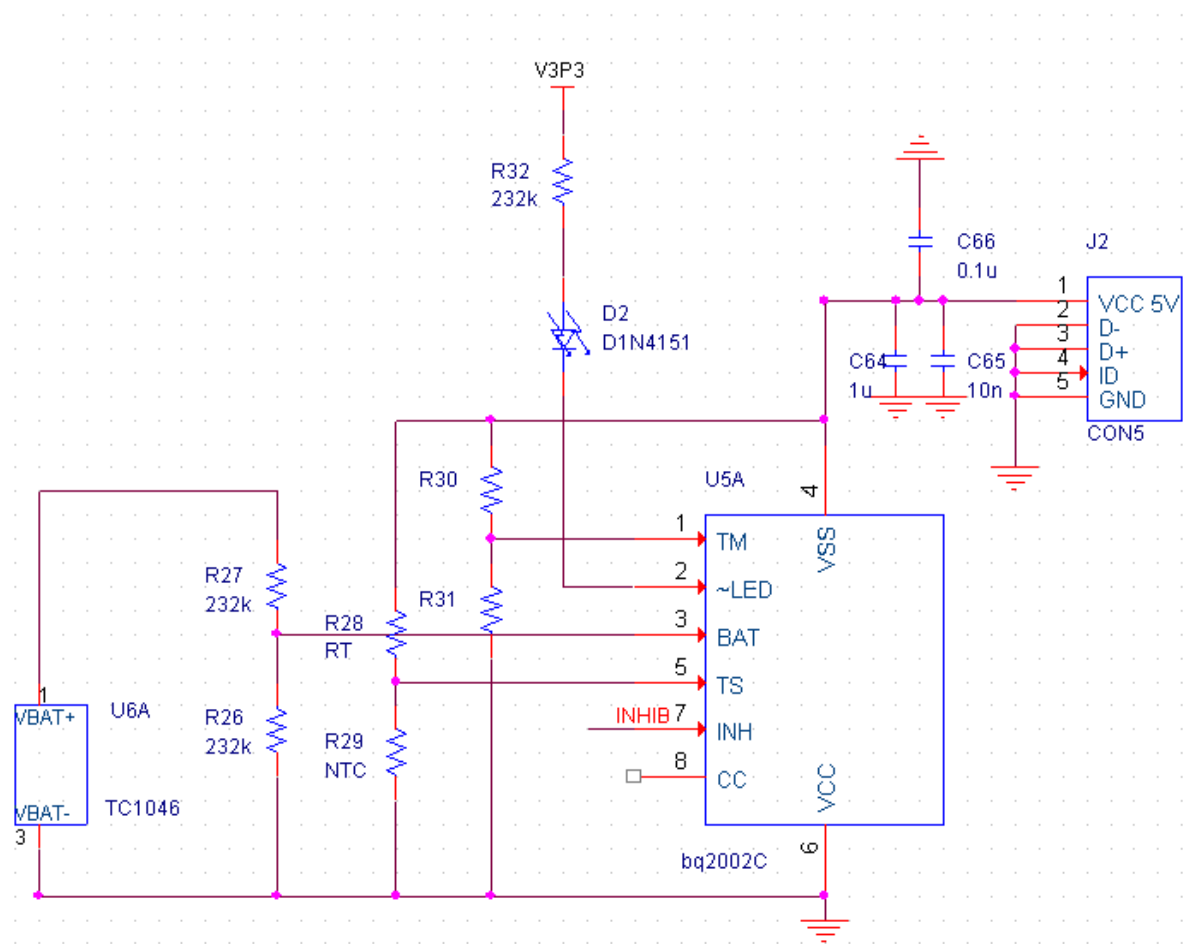 V3P3
R32
232k
D2
D1N4151
C66
0.1u
C64
1u
C65
10n
J2
1
2
3
4
5
VCC 5V
D-
D+
ID
GND
CON5
R30
R31
U5A
4
VSS
1
TM
2
~LED
3
BAT
5
TS
INHIB
7
INH
8
CC
VCC
6
bq2002C
R27
232k
R28
RT
R26
232k
R29
NTC
1
VBAT+
U6A
VBAT-
3
TC1046